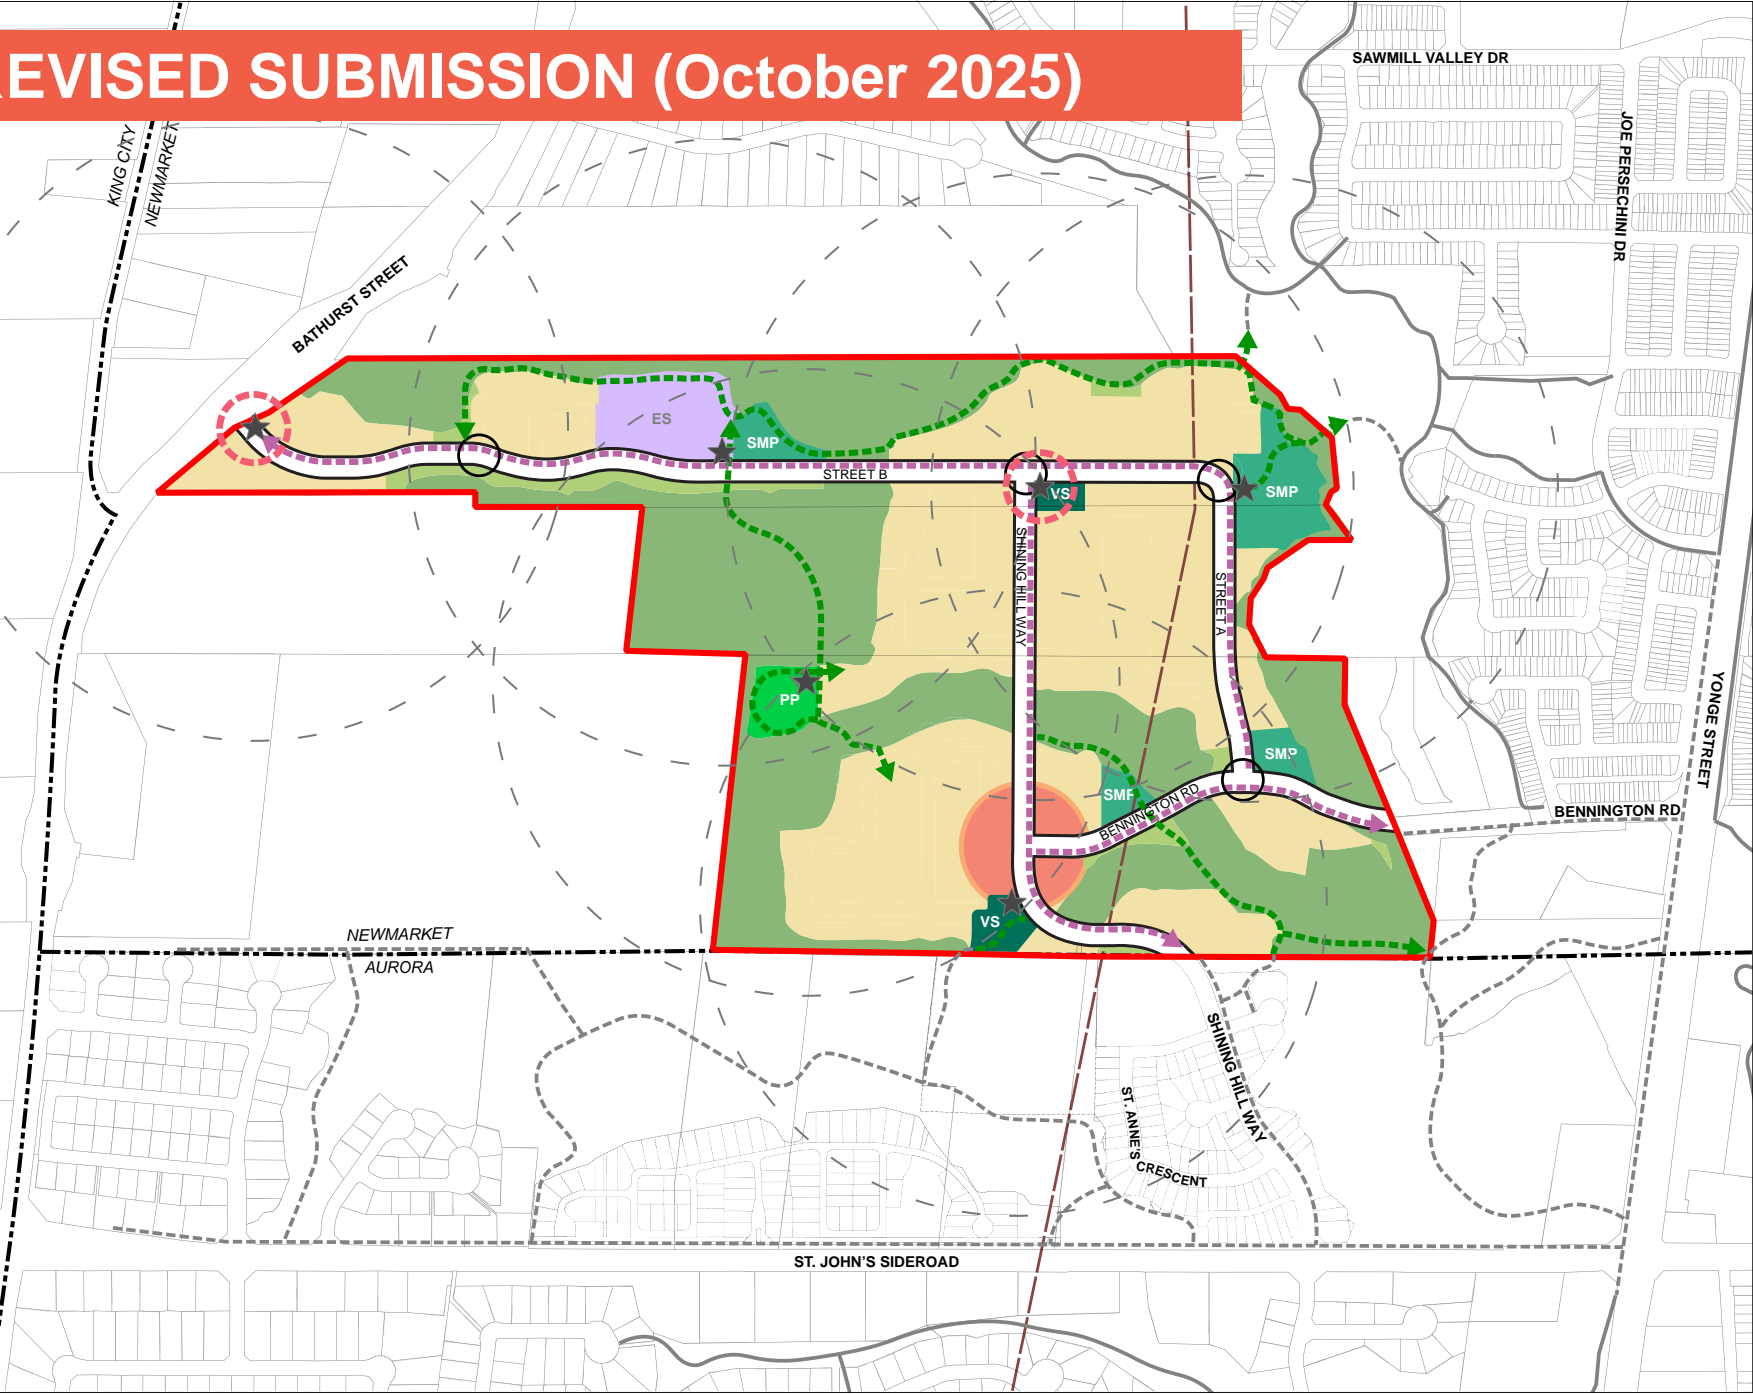 EVISED SUBMISSION (October 2025)
SAWMILL VALLEY DR
JOE PERSECHINI DR
KING CITY
NEWMARKET
BATHURST STREET
ES
SMP
STREET B
VS
SMP
SHINING HILL WAY
STREET A
PP
SMP
SMP
BENNINGTON RD
BENNINGTON RD
YONGE STREET
VS
NEWMARKET
AURORA
SHINING HILL WAY
ST. ANNE'S
CRESCENT
ST. JOHN'S SIDEROAD